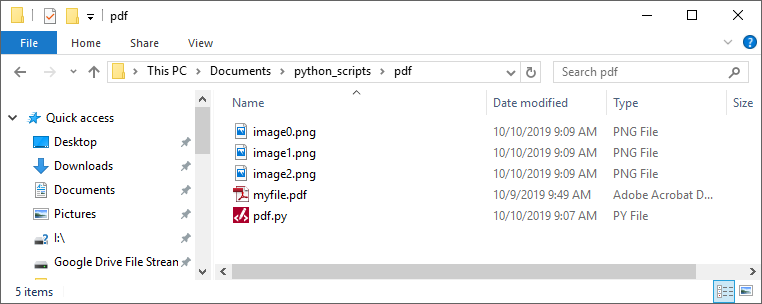 pdf
File Home Share View
This PC Documents python_scripts pdf Search pdf
Name Date modified Type Size
Quick access
Desktop
Downloads
Documents
Pictures
I:\
Google Drive File Stream
image0.png 10/10/2019 9:09 AM PNG File
image1.png 10/10/2019 9:09 AM PNG File
image2.png 10/10/2019 9:09 AM PNG File
myfile.pdf 10/9/2019 9:49 AM Adobe Acrobat D...
pdf.py 10/10/2019 9:07 AM PY File
5 items